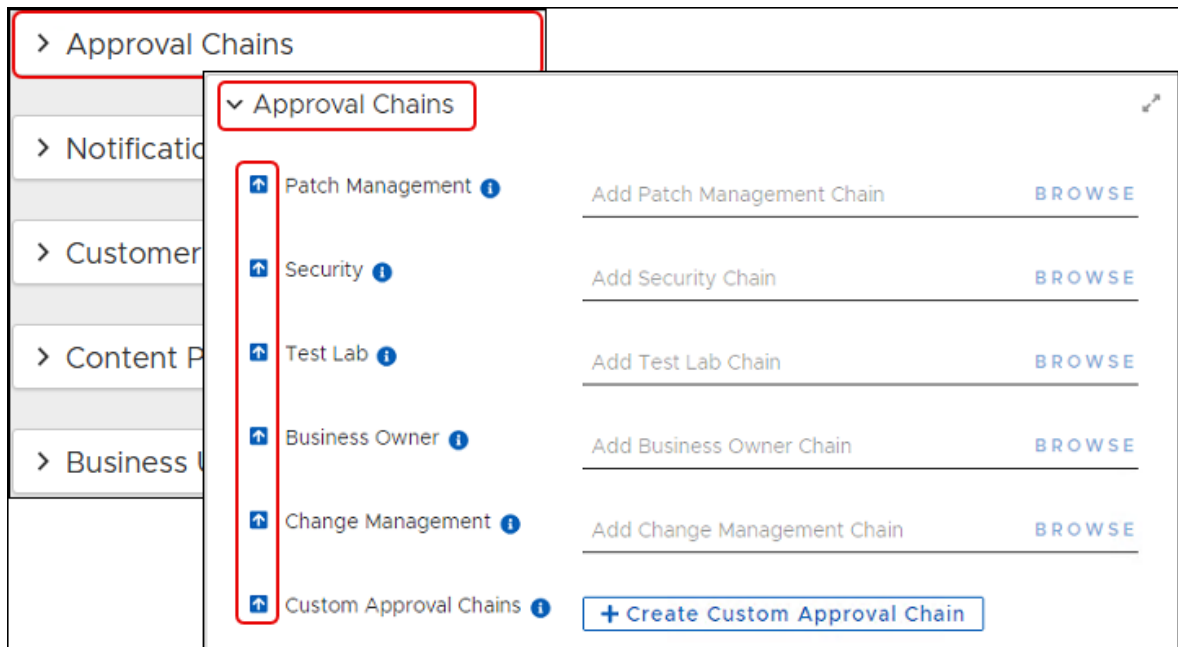 Approval Chains
Notificatio
Customer
Content P
Business U
Approval Chains
Patch Management
Add Patch Management Chain
BROWSE
Security
Add Security Chain
BROWSE
Test Lab
Add Test Lab Chain
BROWSE
Business Owner
Add Business Owner Chain
BROWSE
Change Management
Add Change Management Chain
BROWSE
Custom Approval Chains
+ Create Custom Approval Chain